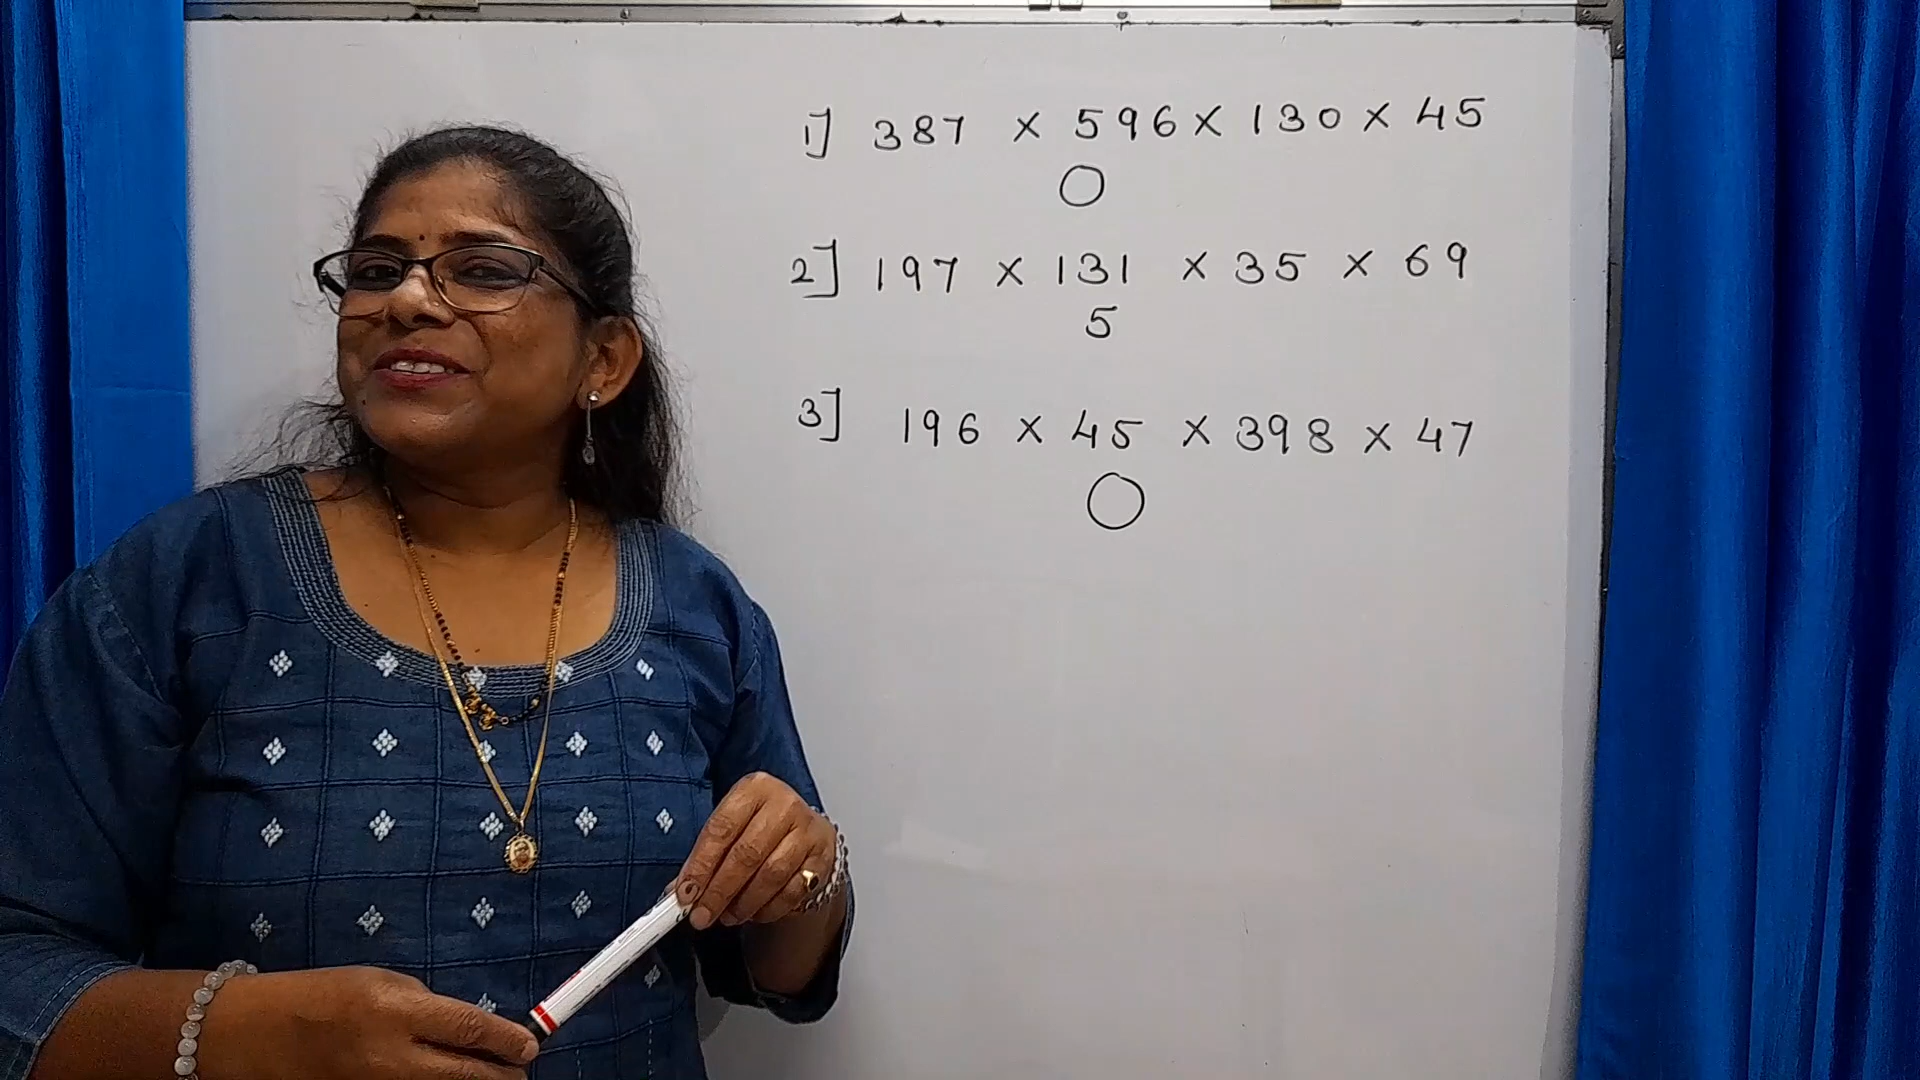 1] 387 × 596 × 130 × 45
0
2] 197 × 131 × 35 × 69
5
3] 196 × 45 × 398 × 47
0